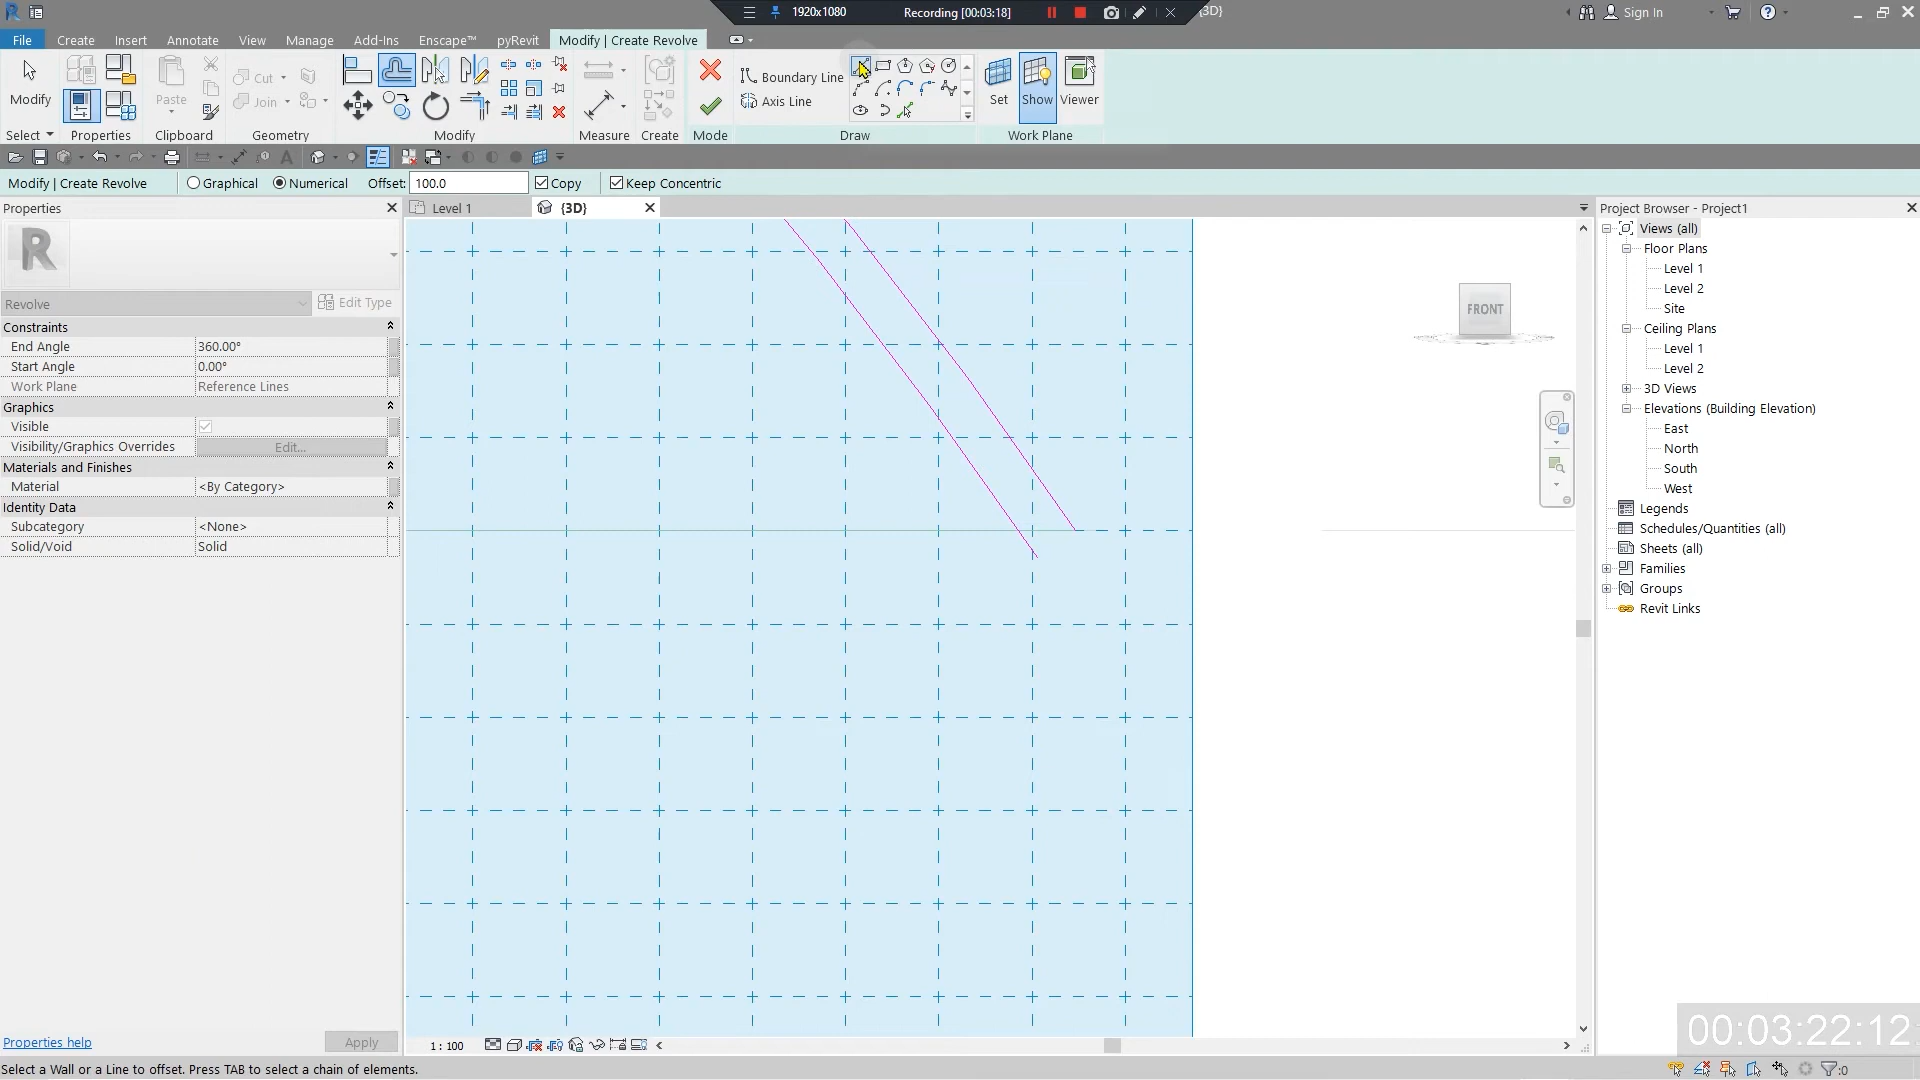 1920x1080
Recording [00:03:18]
{3D}
Sign In
File
Create
Insert
Annotate
View
Manage
Add-Ins
Enscape™
pyRevit
Modify | Create Revolve
Modify
Cut
Join
Paste
Boundary Line
Axis Line
Set
Show
Viewer
Select
Properties
Clipboard
Geometry
Modify
Measure
Create
Mode
Draw
Work Plane
Modify | Create Revolve
Graphical
Numerical
Offset:
100.0
Copy
Keep Concentric
Properties
Level 1
{3D}
Project Browser - Project1
R
Revolve
Edit Type
Constraints
End Angle
360.00°
Start Angle
0.00°
Work Plane
Reference Lines
Graphics
Visible
Visibility/Graphics Overrides
Edit...
Materials and Finishes
Material
<By Category>
Identity Data
Subcategory
<None>
Solid/Void
Solid
FRONT
Views (all)
Floor Plans
Level 1
Level 2
Site
Ceiling Plans
Level 1
Level 2
3D Views
Elevations (Building Elevation)
East
North
South
West
Legends
Schedules/Quantities (all)
Sheets (all)
Families
Groups
Revit Links
Properties help
Apply
1 : 100
00:03:22:12
Select a Wall or a Line to offset. Press TAB to select a chain of elements.
:0